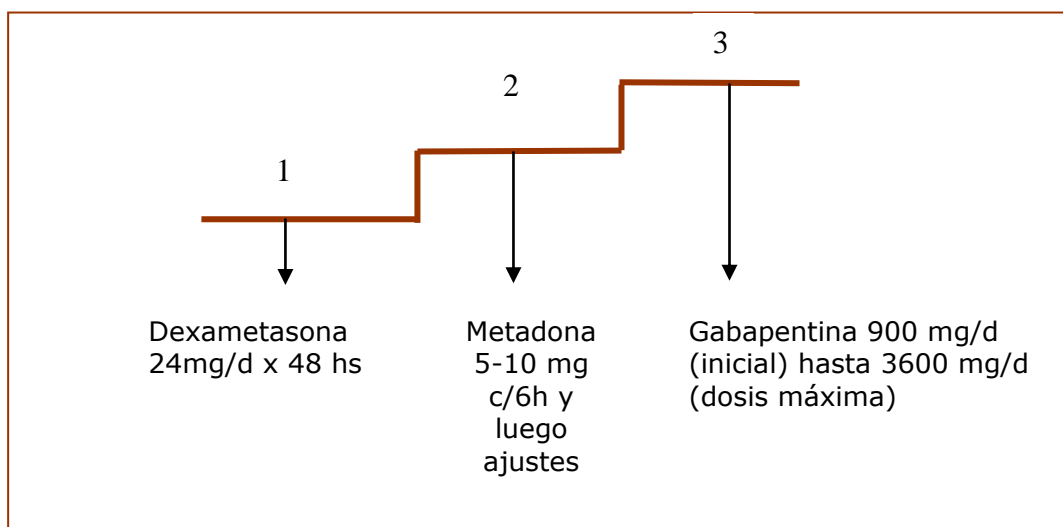 3
2
1
Dexametasona
24mg/d x 48 hs
Metadona
5-10 mg
c/6h y
luego
ajustes
Gabapentina 900 mg/d
(inicial) hasta 3600 mg/d
(dosis máxima)